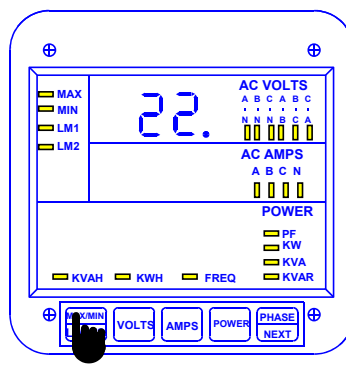 MAX
MIN
LM1
LM2
22.
AC VOLTS
A B C A B C
- - - - - -
N N N B C A
AC AMPS
A B C N
POWER
PF
KW
KVA
KVAR
KVAH
KWH
FREQ
MAX/MIN
VOLTS
AMPS
POWER
PHASE
NEXT